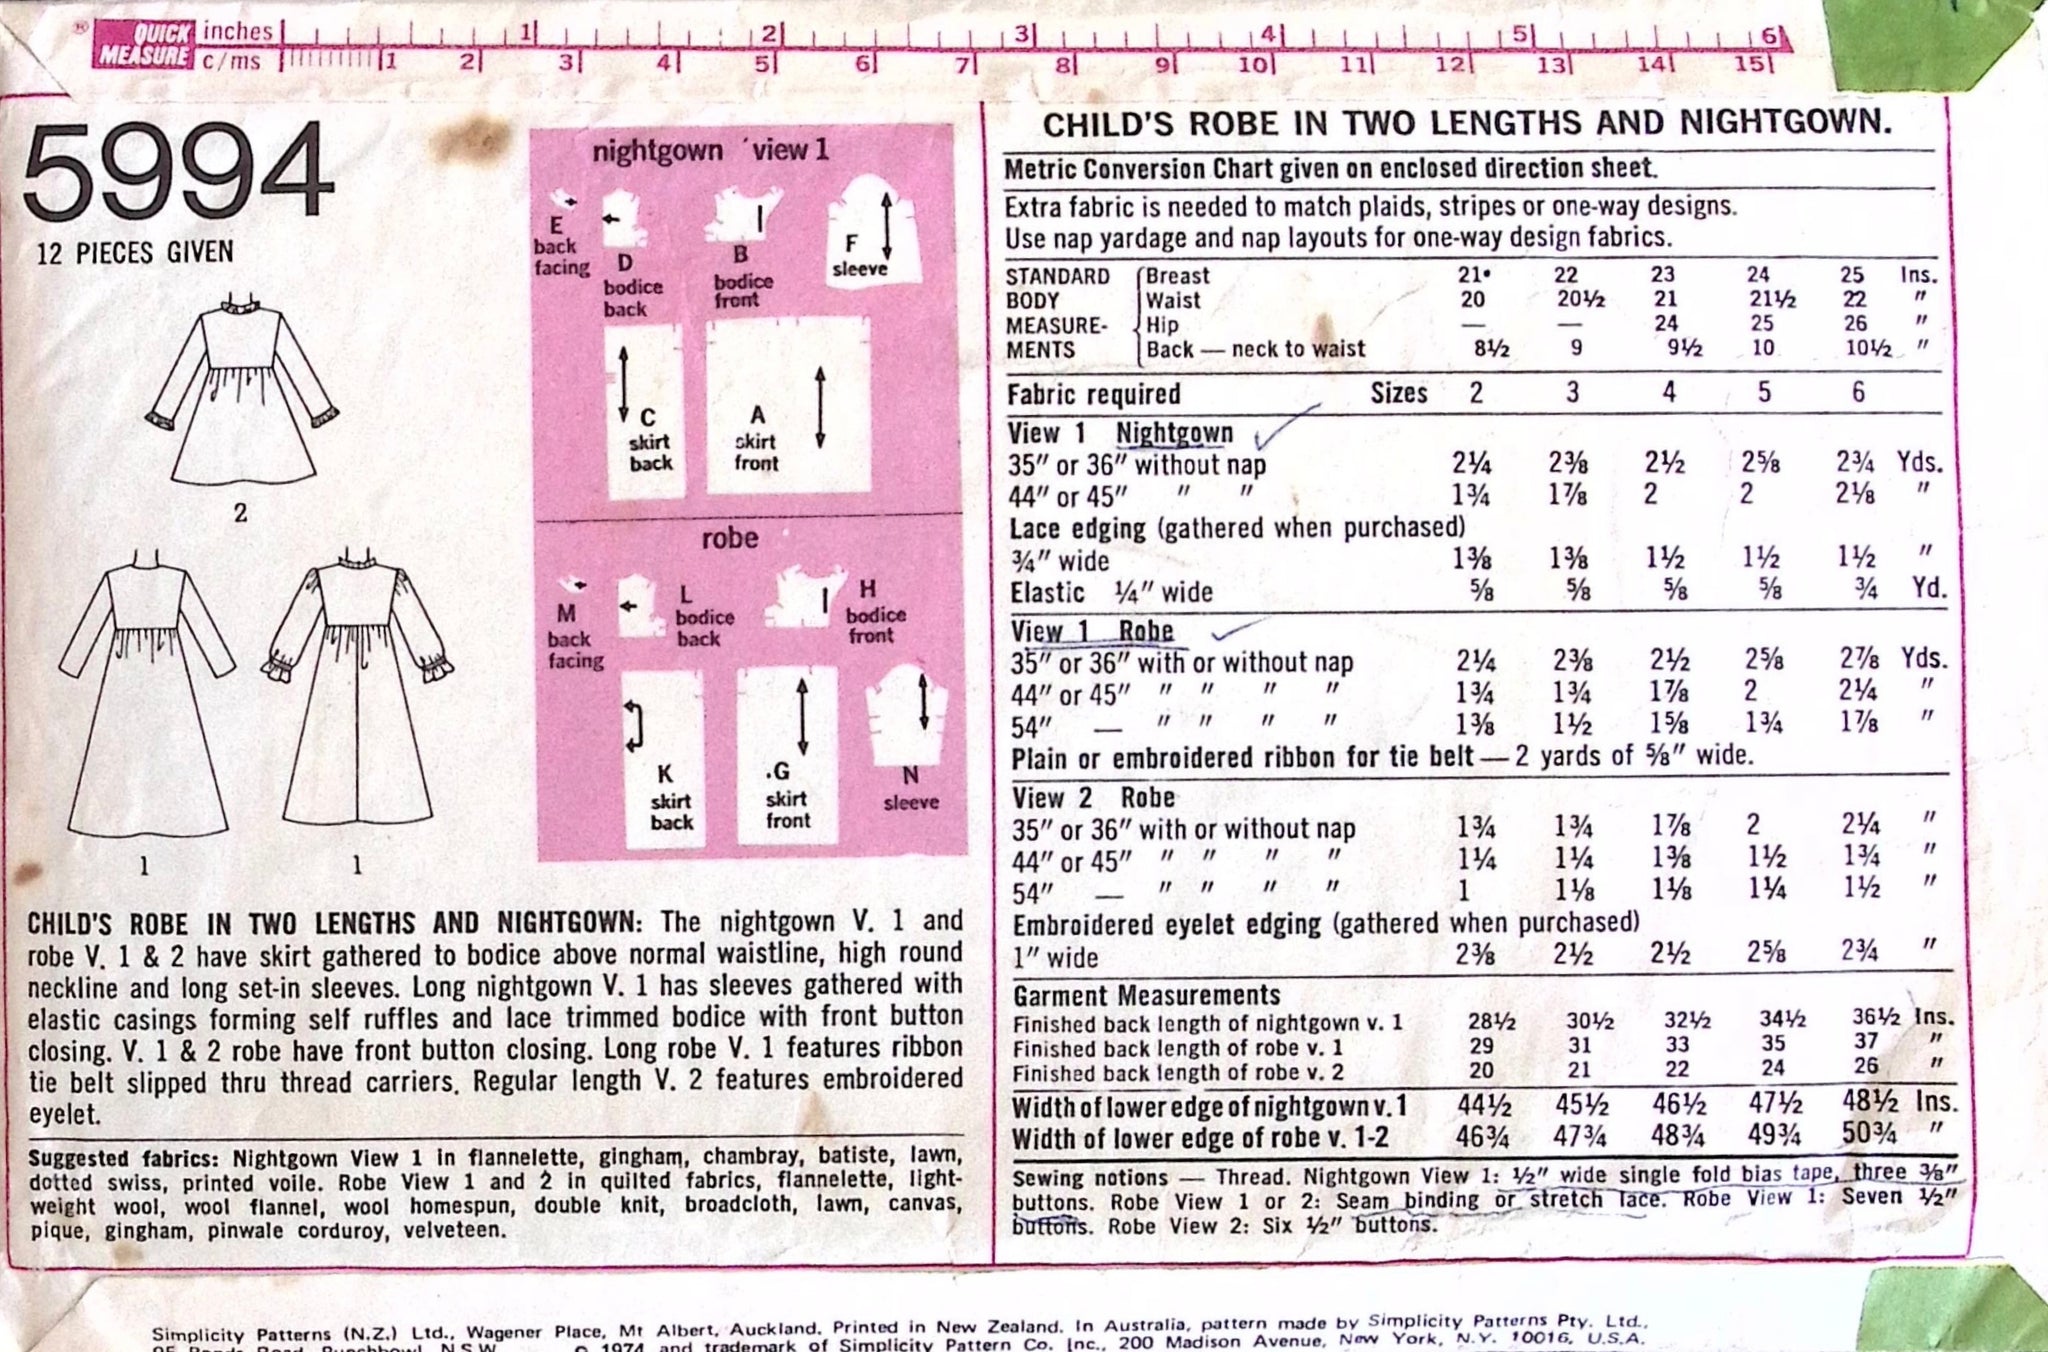 ® QUICK MEASURE inches 1 2 3 4 5 6
c/ms 1 2 3 4 5 6 7 8 9 10 11 12 13 14 15
5994
12 PIECES GIVEN
2
1
1
nightgown view 1
E back facing
D bodice back
B bodice front
F sleeve
C skirt back
A skirt front
robe
M back facing
L bodice back
H bodice front
K skirt back
.G skirt front
N sleeve
CHILD'S ROBE IN TWO LENGTHS AND NIGHTGOWN: The nightgown V. 1 and
robe V. 1 & 2 have skirt gathered to bodice above normal waistline, high round
neckline and long set-in sleeves. Long nightgown V. 1 has sleeves gathered with
elastic casings forming self ruffles and lace trimmed bodice with front button
closing. V. 1 & 2 robe have front button closing. Long robe V. 1 features ribbon
tie belt slipped thru thread carriers. Regular length V. 2 features embroidered
eyelet.
Suggested fabrics: Nightgown View 1 in flannelette, gingham, chambray, batiste, lawn,
dotted swiss, printed voile. Robe View 1 and 2 in quilted fabrics, flannelette, light-
weight wool, wool flannel, wool homespun, double knit, broadcloth, lawn, canvas,
pique, gingham, pinwale corduroy, velveteen.
CHILD'S ROBE IN TWO LENGTHS AND NIGHTGOWN.
Metric Conversion Chart given on enclosed direction sheet.
Extra fabric is needed to match plaids, stripes or one-way designs.
Use nap yardage and nap layouts for one-way design fabrics.
STANDARD Breast 21• 22 23 24 25 Ins.
BODY Waist 20 20½ 21 21½ 22 "
MEASURE- Hip — — 24 25 26 "
MENTS Back — neck to waist 8½ 9 9½ 10 10½ "
Fabric required Sizes 2 3 4 5 6
View 1 Nightgown
35" or 36" without nap 2¼ 2⅜ 2½ 2⅝ 2¾ Yds.
44" or 45" " " 1¾ 1⅞ 2 2 2⅛ "
Lace edging (gathered when purchased)
¾" wide 1⅜ 1⅜ 1½ 1½ 1½ "
Elastic ¼" wide ⅝ ⅝ ⅝ ⅝ ¾ Yd.
View 1 Robe
35" or 36" with or without nap 2¼ 2⅜ 2½ 2⅝ 2⅞ Yds.
44" or 45" " " " " 1¾ 1¾ 1⅞ 2 2¼ "
54" — " " " " 1⅜ 1½ 1⅝ 1¾ 1⅞ "
Plain or embroidered ribbon for tie belt — 2 yards of ⅝" wide.
View 2 Robe
35" or 36" with or without nap 1¾ 1¾ 1⅞ 2 2¼ "
44" or 45" " " " " 1¼ 1¼ 1⅜ 1½ 1¾ "
54" — " " " " 1 1⅛ 1⅛ 1¼ 1½ "
Embroidered eyelet edging (gathered when purchased)
1" wide 2⅜ 2½ 2½ 2⅝ 2¾ "
Garment Measurements
Finished back length of nightgown v. 1 28½ 30½ 32½ 34½ 36½ Ins.
Finished back length of robe v. 1 29 31 33 35 37 "
Finished back length of robe v. 2 20 21 22 24 26 "
Width of lower edge of nightgown v. 1 44½ 45½ 46½ 47½ 48½ Ins.
Width of lower edge of robe v. 1-2 46¾ 47¾ 48¾ 49¾ 50¾ "
Sewing notions — Thread. Nightgown View 1: ½" wide single fold bias tape, three ⅜"
buttons. Robe View 1 or 2: Seam binding or stretch lace. Robe View 1: Seven ½"
buttons. Robe View 2: Six ½" buttons.
Simplicity Patterns (N.Z.) Ltd., Wagener Place, Mt Albert, Auckland. Printed in New Zealand. In Australia, pattern made by Simplicity Patterns Pty. Ltd.,
Road, Punchbowl, N.S.W. © 1974 and trademark of Simplicity Pattern Co. Inc., 200 Madison Avenue, New York, N.Y. 10016, U.S.A.